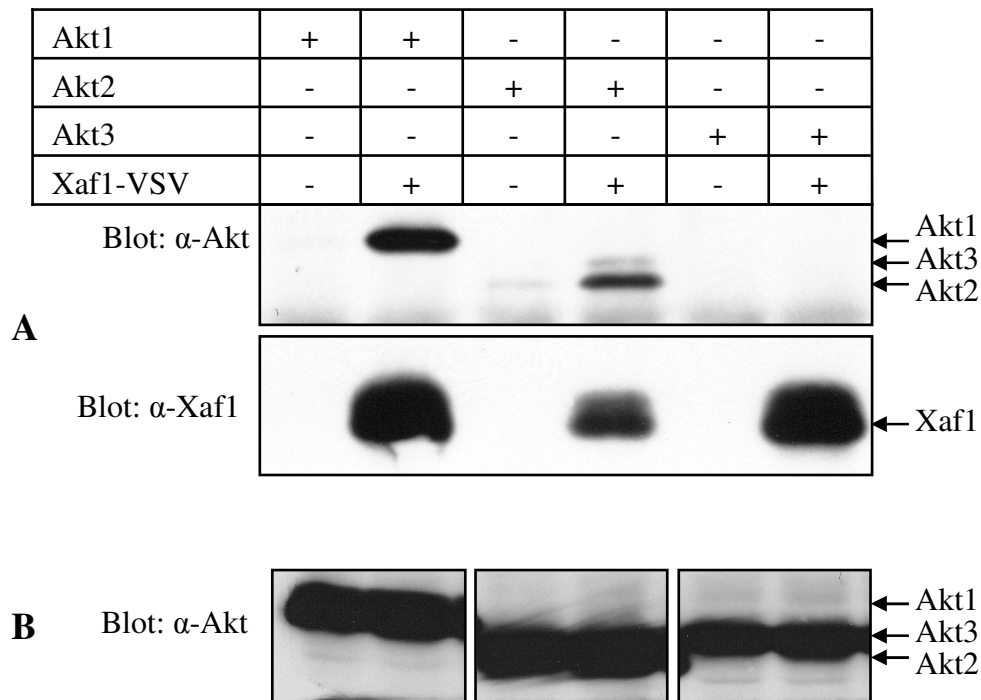 Akt1 + + - - - -
Akt2 - - + + - -
Akt3 - - - - + +
Xaf1-VSV - + - + - +
Blot: α-Akt
Akt1
Akt3
Akt2
A
Blot: α-Xaf1
Xaf1
B
Blot: α-Akt
Akt1
Akt3
Akt2